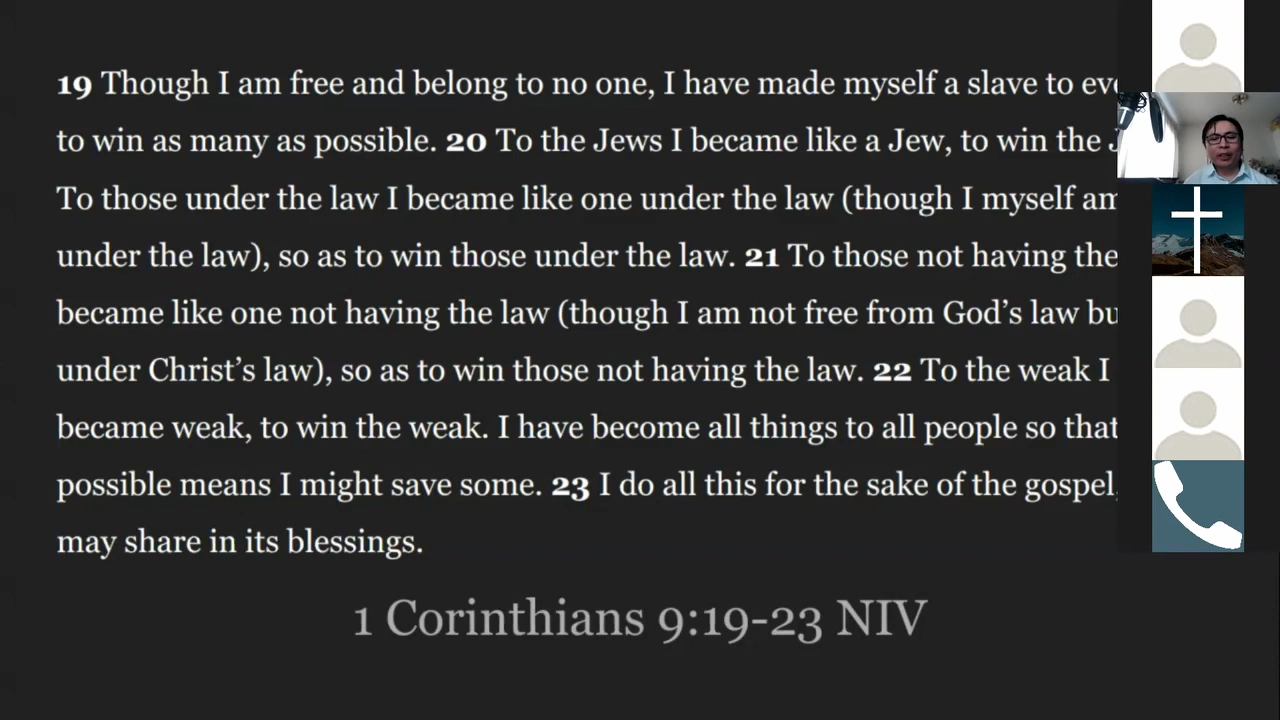 19 Though I am free and belong to no one, I have made myself a slave to
to win as many as possible. 20 To the Jews I became like a Jew, to win the
To those under the law I became like one under the law (though I myself am
under the law), so as to win those under the law. 21 To those not having the
became like one not having the law (though I am not free from God’s law
under Christ’s law), so as to win those not having the law. 22 To the weak I
became weak, to win the weak. I have become all things to all people so that
possible means I might save some. 23 I do all this for the sake of the gospel,
may share in its blessings.
1 Corinthians 9:19-23 NIV